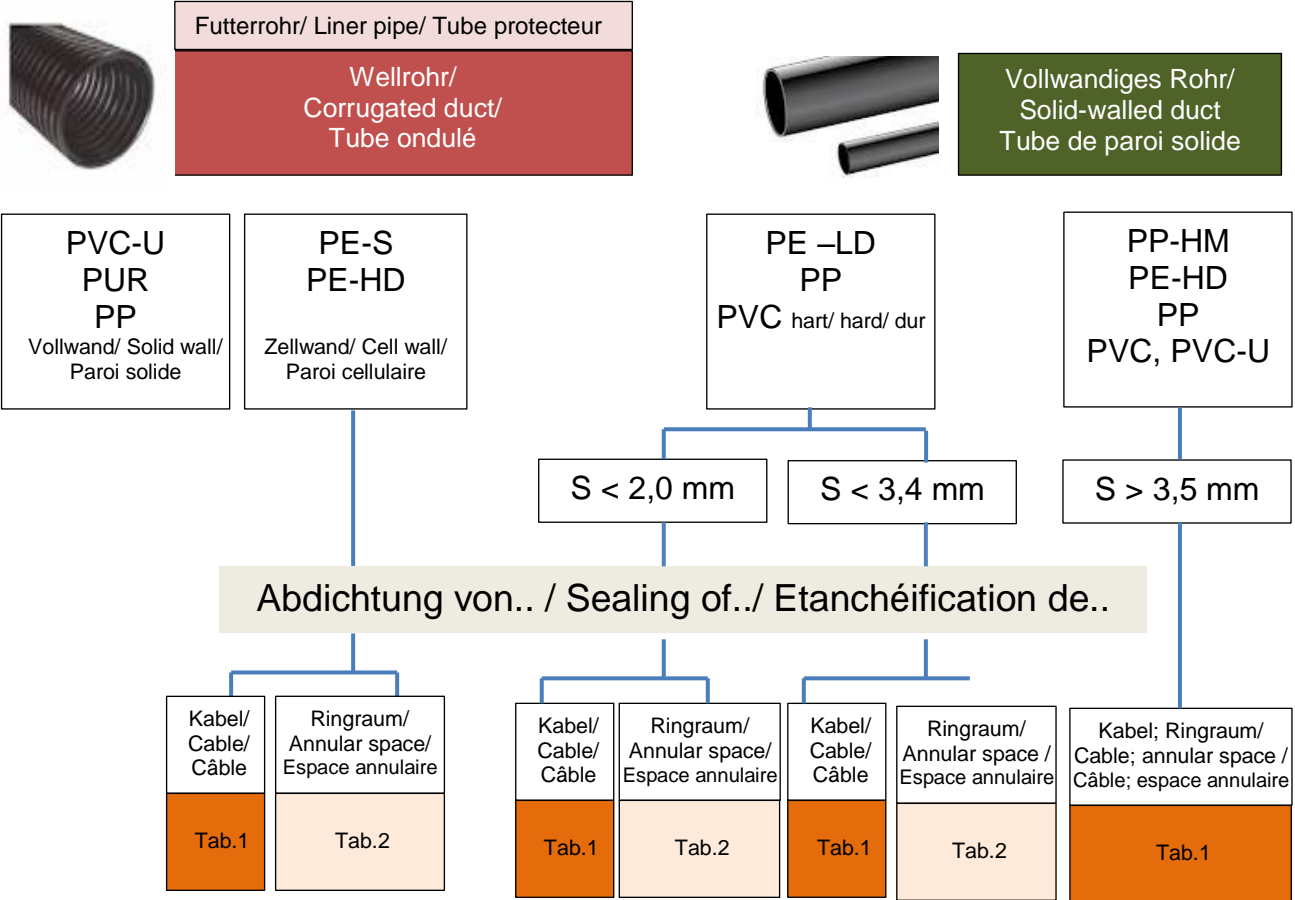 Futterrohr/ Liner pipe/ Tube protecteur
Wellrohr/
Corrugated duct/
Tube ondulé
Vollwandiges Rohr/
Solid-walled duct
Tube de paroi solide
PVC-U
PUR
PP
Vollwand/ Solid wall/
Paroi solide
PE-S
PE-HD
Zellwand/ Cell wall/
Paroi cellulaire
PE –LD
PP
PVC hart/ hard/ dur
PP-HM
PE-HD
PP
PVC, PVC-U
S < 2,0 mm
S < 3,4 mm
S > 3,5 mm
Abdichtung von.. / Sealing of../ Etanchéification de..
Kabel/
Cable/
Câble
Tab.1
Ringraum/
Annular space/
Espace annulaire
Tab.2
Kabel/
Cable/
Câble
Tab.1
Ringraum/
Annular space/
Espace annulaire
Tab.2
Kabel/
Cable/
Câble
Tab.1
Ringraum/
Annular space /
Espace annulaire
Tab.2
Kabel; Ringraum/
Cable; annular space /
Câble; espace annulaire
Tab.1